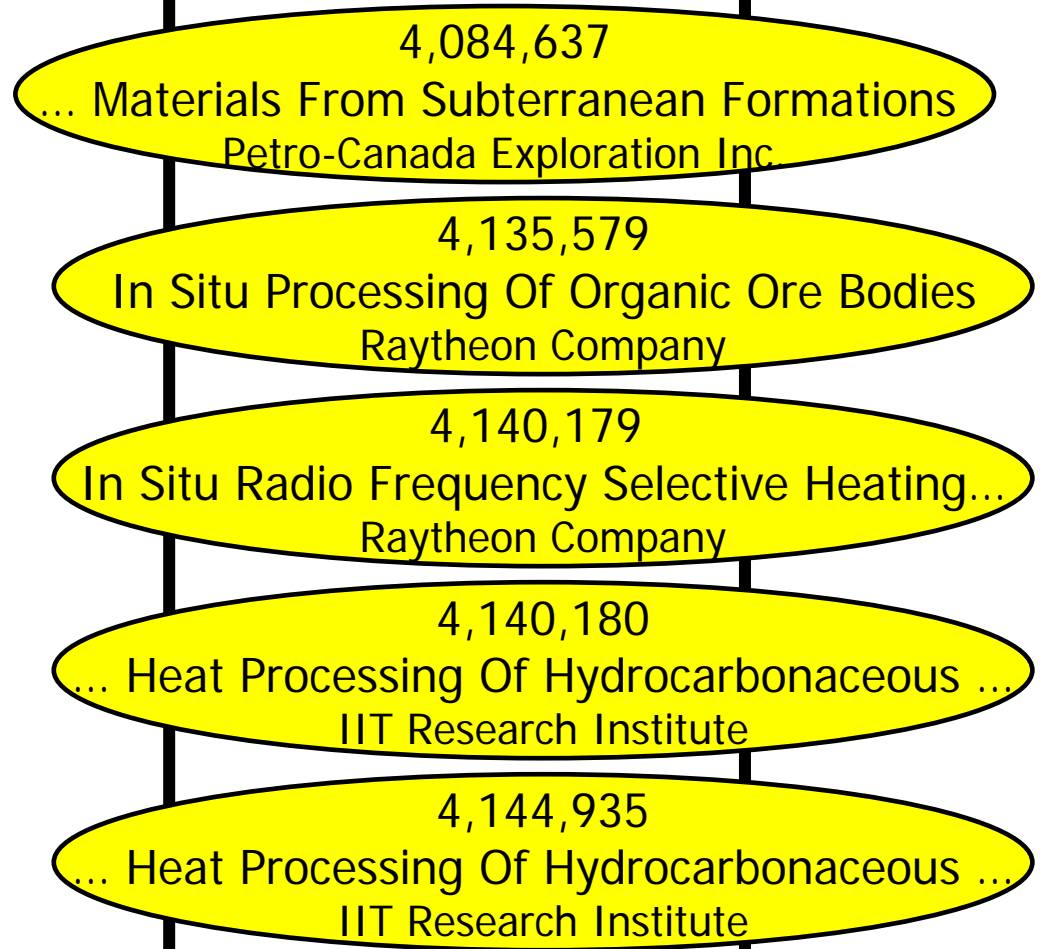 4,084,637
... Materials From Subterranean Formations
Petro-Canada Exploration Inc.
4,135,579
In Situ Processing Of Organic Ore Bodies
Raytheon Company
4,140,179
In Situ Radio Frequency Selective Heating...
Raytheon Company
4,140,180
... Heat Processing Of Hydrocarbonaceous ...
IIT Research Institute
4,144,935
... Heat Processing Of Hydrocarbonaceous ...
IIT Research Institute